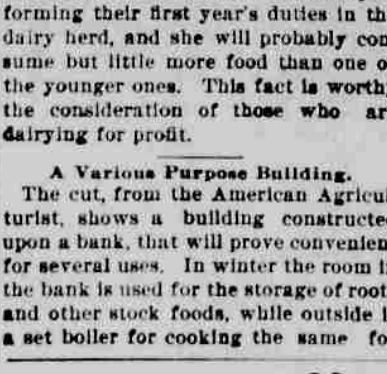 forming their first year's duties in th
dairy herd, and she will probably con
sume but little more food than one o
the younger ones. This fact is worth
the consideration of those who ar
dairying for profit.
A Various Purpose Building.
The cut, from the American Agricul
turist, shows a building constructe
upon a bank, that will prove convenien
for several uses. In winter the room i
the bank is used for the storage of root
and other stock foods, while outside i
a set boiler for cooking the same fo